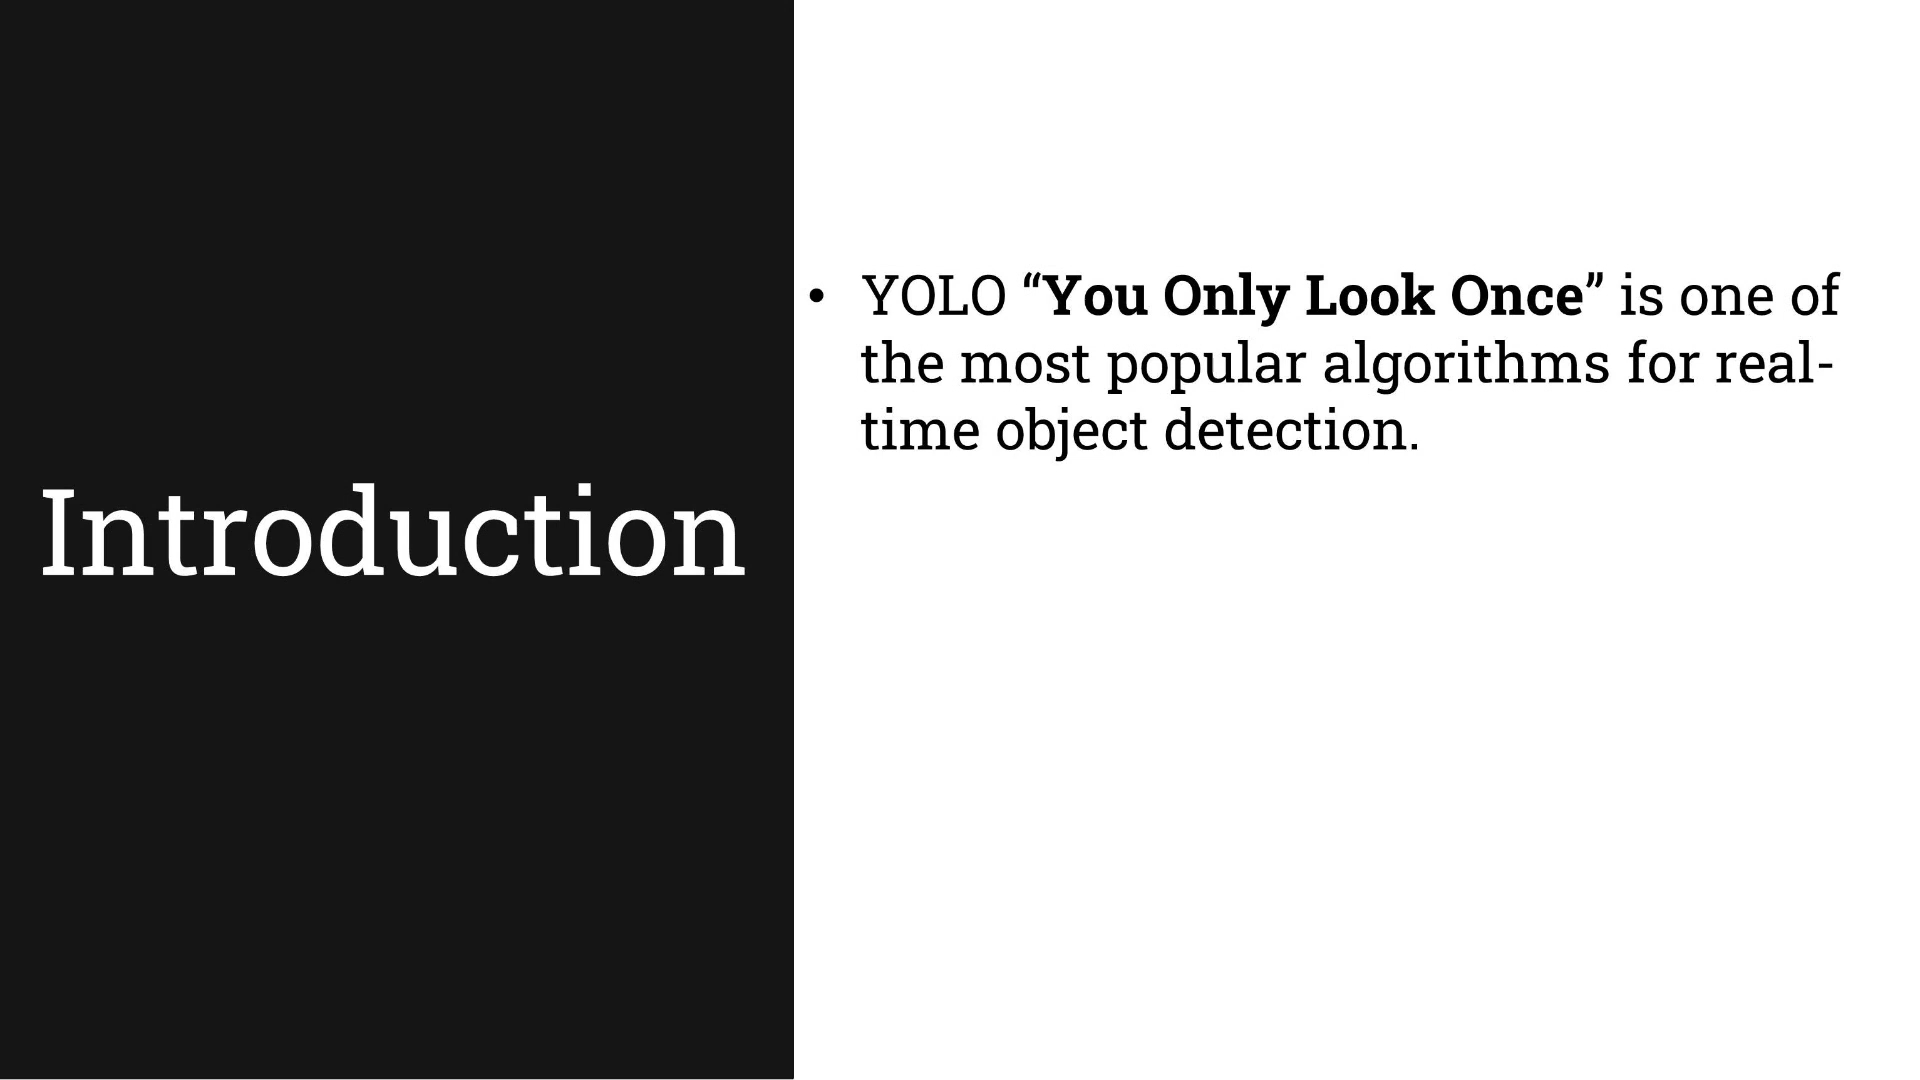 Introduction
• YOLO “You Only Look Once” is one of
the most popular algorithms for real-
time object detection.